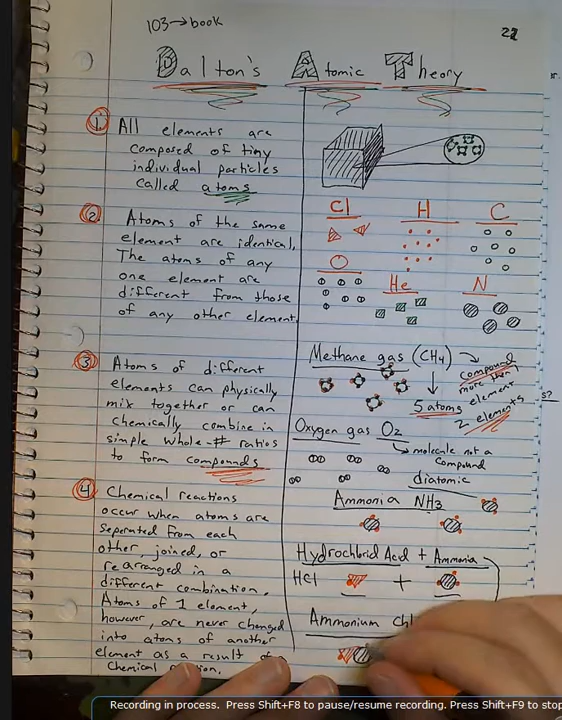 103→book
22
Dalton's Atomic Theory
1 All elements are
composed of tiny
individual particles
called atoms
2 Atoms of the same
element are identical.
The atoms of any
one element are
different from those
of any other element
3 Atoms of different
elements can physically
mix together or can
chemically combine in
simple whole-# ratios
to form compounds
4 Chemical reactions
occur when atoms are
seperated from each
other, joined, or
rearranged in a
different combination.
Atoms of 1 element,
however, are never changed
into atoms of another
element as a result of
Chemical
Cl H C
O He N
Methane gas (CH4) →
compound
more than
element
5 atoms
2 elements
Oxygen gas O2
→ molecule not a
compound
diatomic
Ammonia NH3
Hydrochlorid Acid + Ammonia
HCl +
Ammonium
s?
Recording in process. Press Shift+F8 to pause/resume recording. Press Shift+F9 to stop